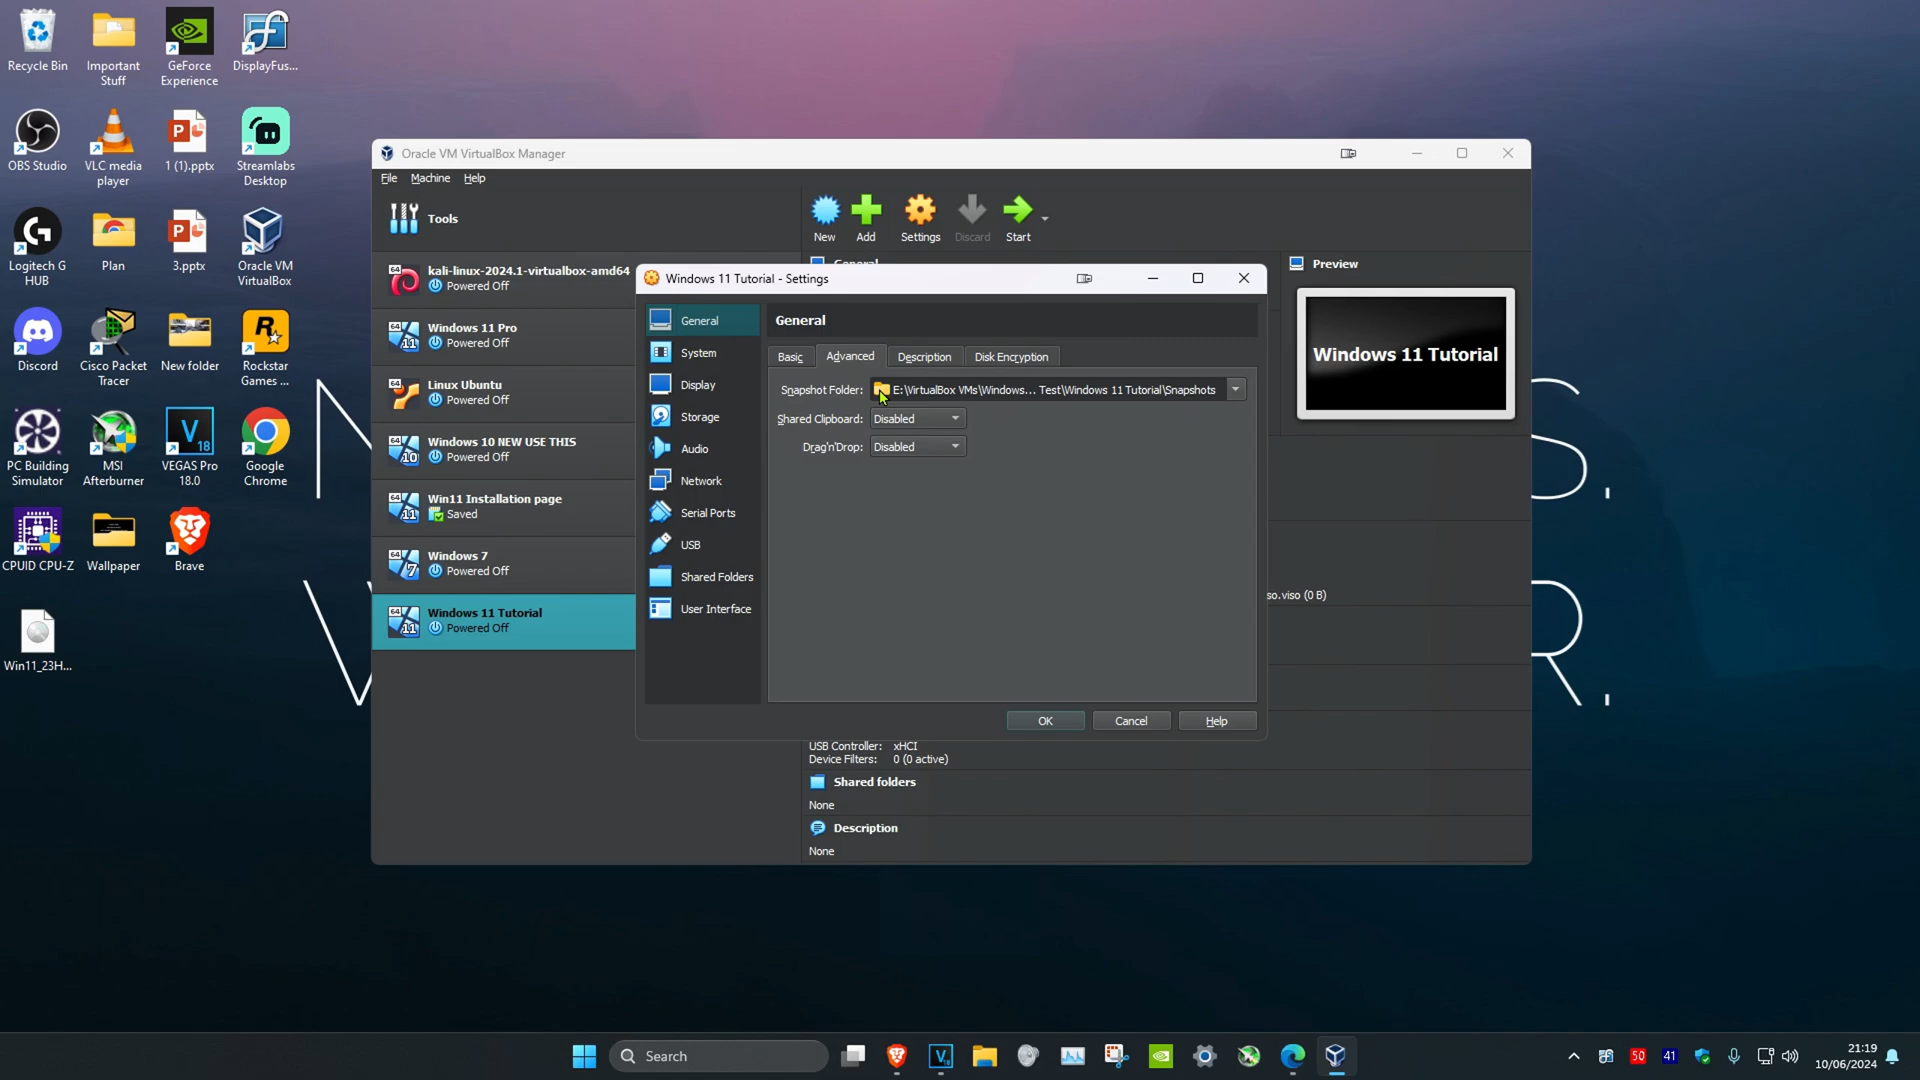 Recycle Bin
Important
Stuff
GeForce
Experience
DisplayFus...
OBS Studio
VLC media
player
1 (1).pptx
Streamlabs
Desktop
Logitech G
HUB
Plan
3.pptx
Oracle VM
VirtualBox
Discord
Cisco Packet
Tracer
New folder
Rockstar
Games ...
PC Building
Simulator
MSI
Afterburner
VEGAS Pro
18.0
Google
Chrome
CPUID CPU-Z
Wallpaper
Brave
Win11_23H...
Oracle VM VirtualBox Manager
File Machine Help
Tools
New Add Settings Discard Start
kali-linux-2024.1-virtualbox-amd64
Powered Off
Windows 11 Pro
Powered Off
Linux Ubuntu
Powered Off
Windows 10 NEW USE THIS
Powered Off
Win11 Installation page
Saved
Windows 7
Powered Off
Windows 11 Tutorial
Powered Off
General
Preview
Windows 11 Tutorial
Windows 11 Tutorial - Settings
General
System
Display
Storage
Audio
Network
Serial Ports
USB
Shared Folders
User Interface
General
Basic Advanced Description Disk Encryption
Snapshot Folder: E:\VirtualBox VMs\Windows... Test\Windows 11 Tutorial\Snapshots
Shared Clipboard: Disabled
Drag'n'Drop: Disabled
OK Cancel Help
so.viso (0 B)
USB Controller: xHCI
Device Filters: 0 (0 active)
Shared folders
None
Description
None
Search
50 41
21:19
10/06/2024